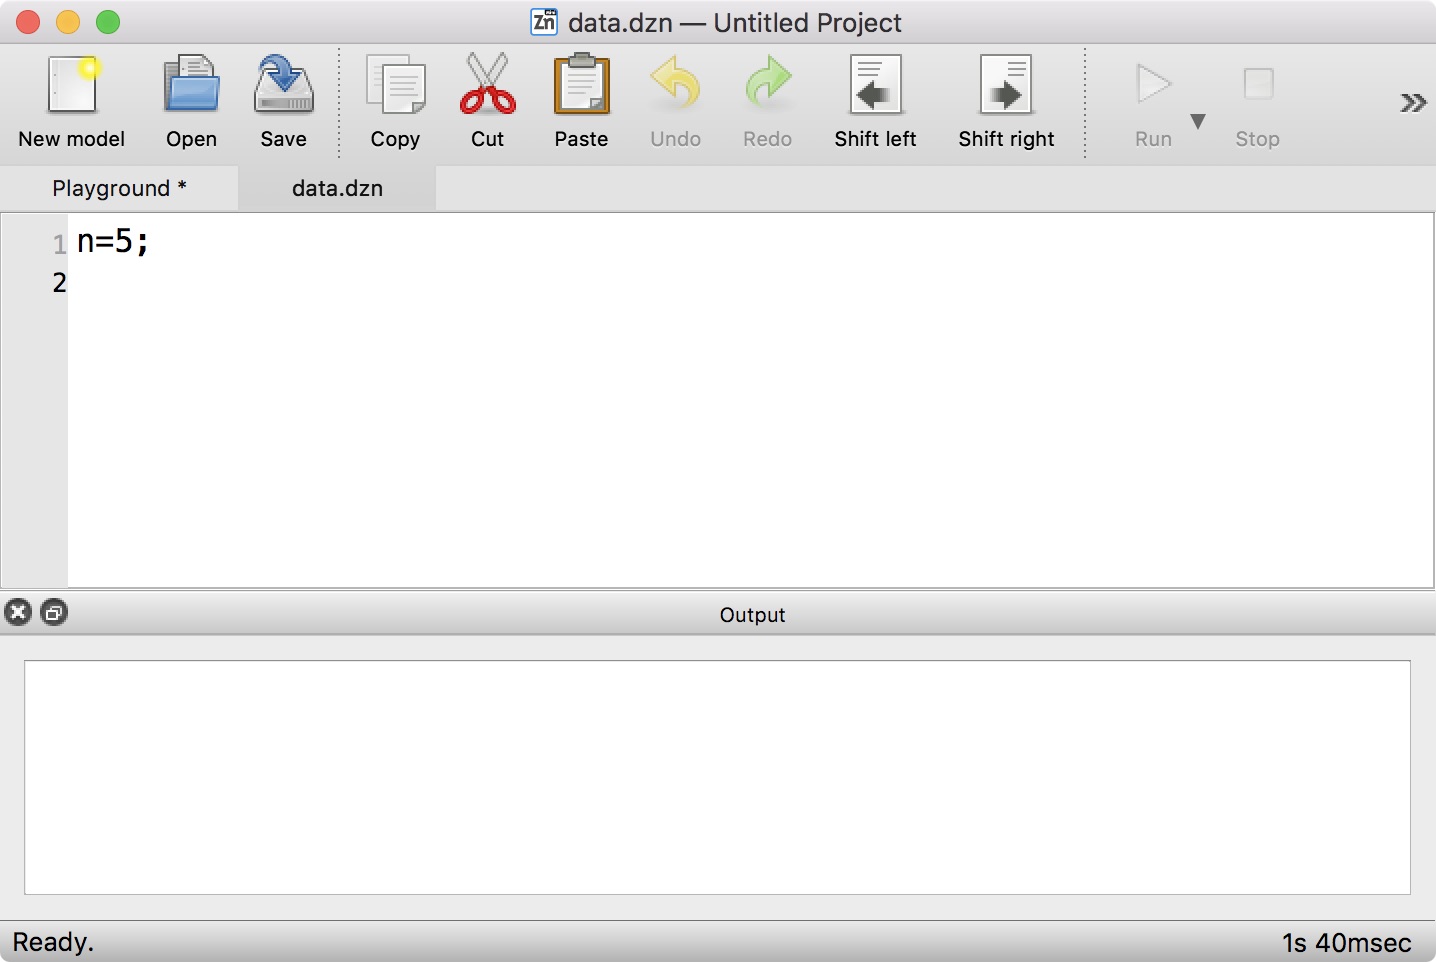 Zn data.dzn — Untitled Project
New model Open Save Copy Cut Paste Undo Redo Shift left Shift right Run Stop
Playground * data.dzn
1 n=5;
2
Output
Ready. 1s 40msec